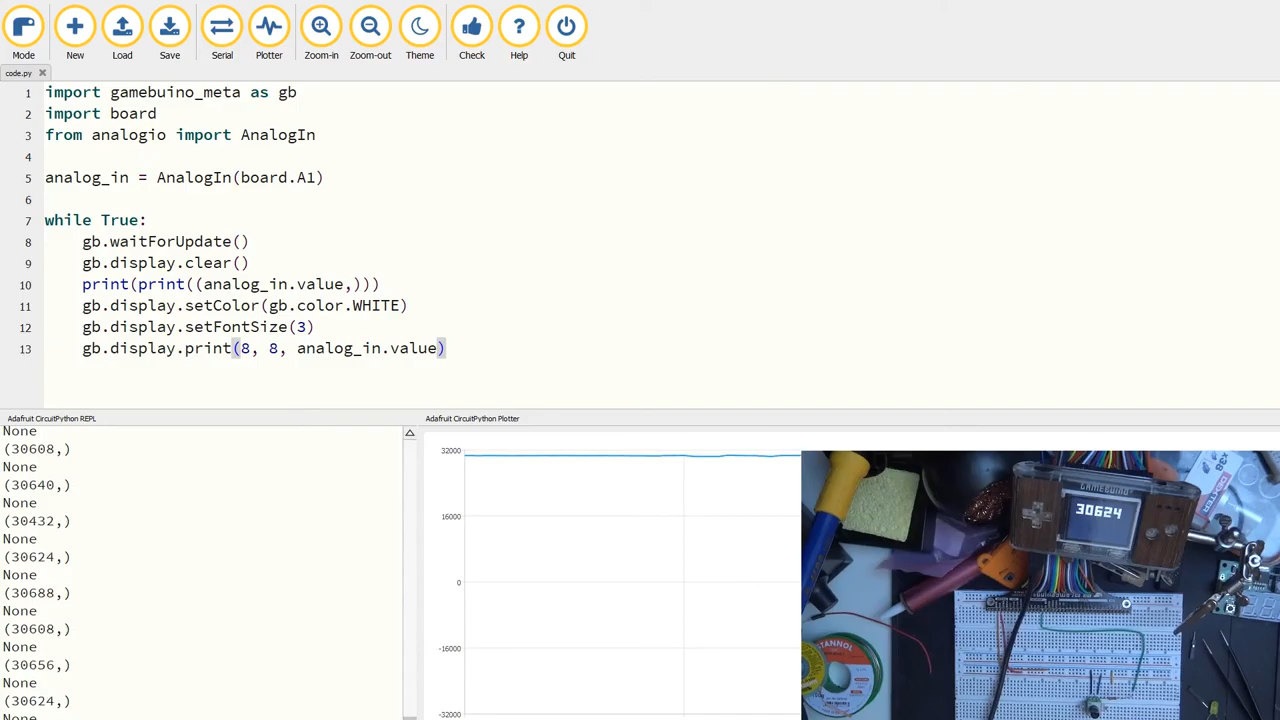 Mode New Load Save Serial Plotter Zoom-in Zoom-out Theme Check Help Quit
code.py
1 import gamebuino_meta as gb
2 import board
3 from analogio import AnalogIn
4
5 analog_in = AnalogIn(board.A1)
6
7 while True:
8 gb.waitForUpdate()
9 gb.display.clear()
10 print(print((analog_in.value,)))
11 gb.display.setColor(gb.color.WHITE)
12 gb.display.setFontSize(3)
13 gb.display.print(8, 8, analog_in.value)
Adafruit CircuitPython REPL
None
(30608,)
None
(30640,)
None
(30432,)
None
(30624,)
None
(30688,)
None
(30608,)
None
(30656,)
None
(30624,)
None
Adafruit CircuitPython Plotter
32000
16000
0
-16000
-32000
GAMEBUINO
30624
STANNOL